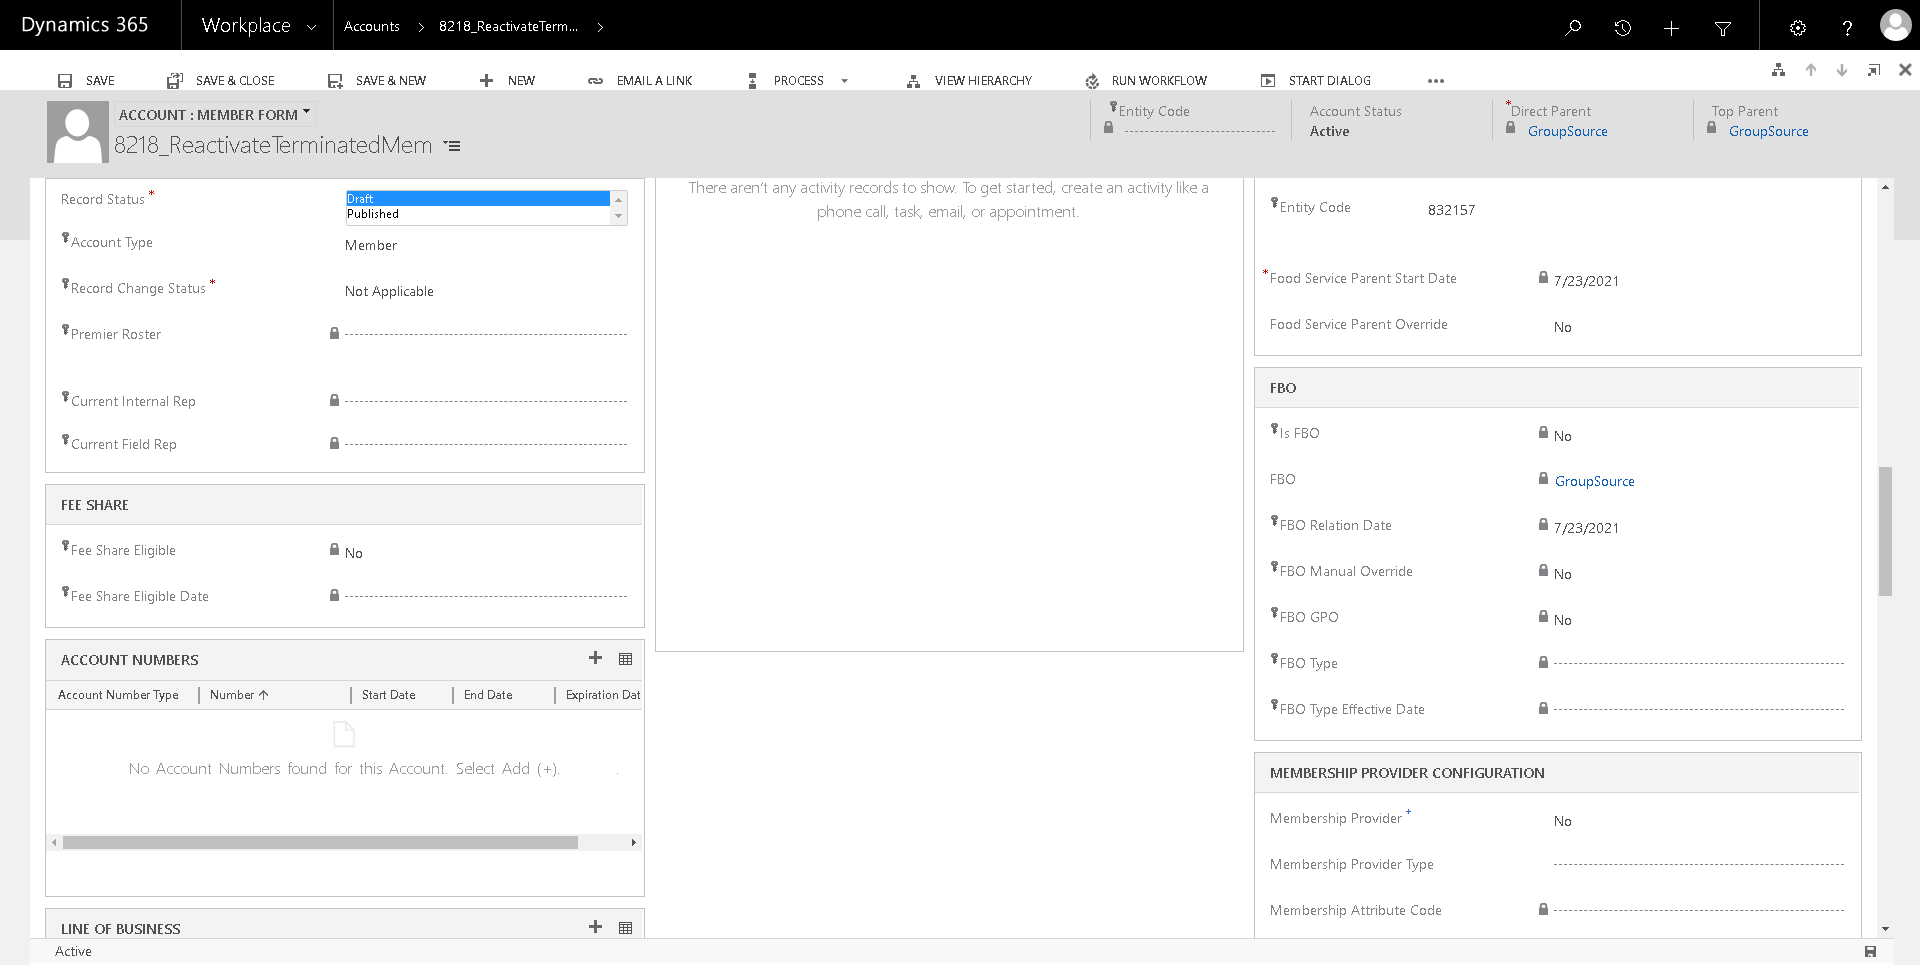 Dynamics 365
Workplace
Accounts
8218_ReactivateTerm...
SAVE
SAVE & CLOSE
SAVE & NEW
NEW
EMAIL A LINK
PROCESS
VIEW HIERARCHY
RUN WORKFLOW
START DIALOG
ACCOUNT : MEMBER FORM
8218_ReactivateTerminatedMem
Entity Code
Account Status
Active
*Direct Parent
GroupSource
Top Parent
GroupSource
Record Status *
Draft
Published
Account Type
Member
Record Change Status *
Not Applicable
Premier Roster
Current Internal Rep
Current Field Rep
FEE SHARE
Fee Share Eligible
No
Fee Share Eligible Date
ACCOUNT NUMBERS
Account Number Type
Number
Start Date
End Date
Expiration Dat
No Account Numbers found for this Account. Select Add (+). .
LINE OF BUSINESS
There aren't any activity records to show. To get started, create an activity like a
phone call, task, email, or appointment.
Entity Code
832157
*Food Service Parent Start Date
7/23/2021
Food Service Parent Override
No
FBO
Is FBO
No
FBO
GroupSource
FBO Relation Date
7/23/2021
FBO Manual Override
No
FBO GPO
No
FBO Type
FBO Type Effective Date
MEMBERSHIP PROVIDER CONFIGURATION
Membership Provider +
No
Membership Provider Type
Membership Attribute Code
Active